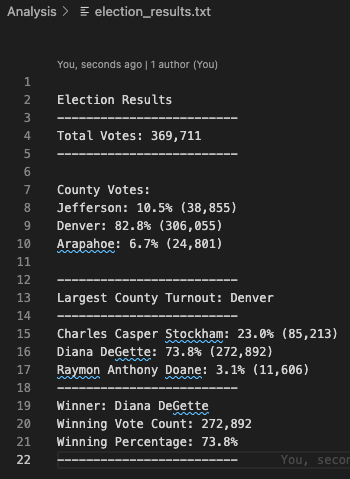 Analysis > election_results.txt
You, seconds ago | 1 author (You)
1
2 Election Results
3 -------------------------
4 Total Votes: 369,711
5 -------------------------
6
7 County Votes:
8 Jefferson: 10.5% (38,855)
9 Denver: 82.8% (306,055)
10 Arapahoe: 6.7% (24,801)
11
12 -------------------------
13 Largest County Turnout: Denver
14 -------------------------
15 Charles Casper Stockham: 23.0% (85,213)
16 Diana DeGette: 73.8% (272,892)
17 Raymon Anthony Doane: 3.1% (11,606)
18 -------------------------
19 Winner: Diana DeGette
20 Winning Vote Count: 272,892
21 Winning Percentage: 73.8%
22 ------------------------- You, secon